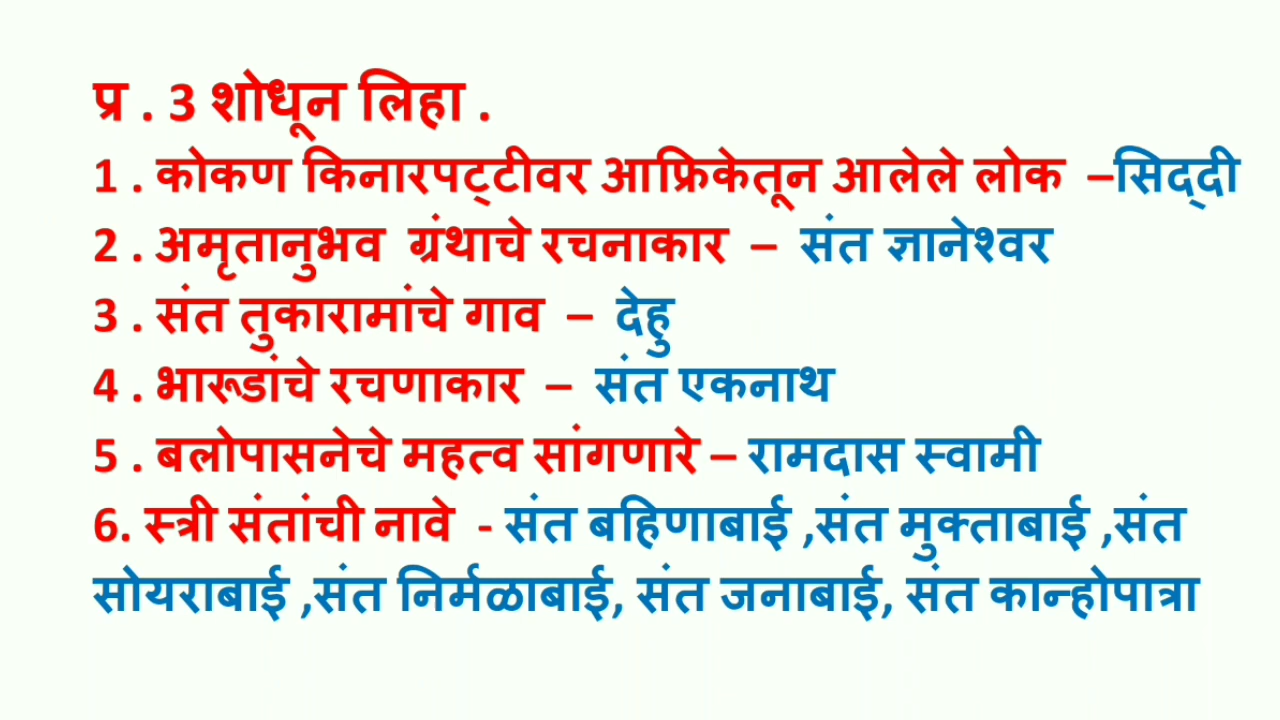 प्र . 3 शोधून लिहा .
1 . कोकण किनारपट्‌टीवर आफ्रिकेतून आलेले लोक –सिद्‌दी
2 . अमृतानुभव ग्रंथाचे रचनाकार – संत ज्ञानेश्वर
3 . संत तुकारामांचे गाव – देहु
4 . भारूडांचे रचणाकार – संत एकनाथ
5 . बलोपासनेचे महत्व सांगणारे – रामदास स्वामी
6. स्त्री संतांची नावे - संत बहिणाबाई ,संत मुक्ताबाई ,संत
सोयराबाई ,संत निर्मळाबाई, संत जनाबाई, संत कान्होपात्रा